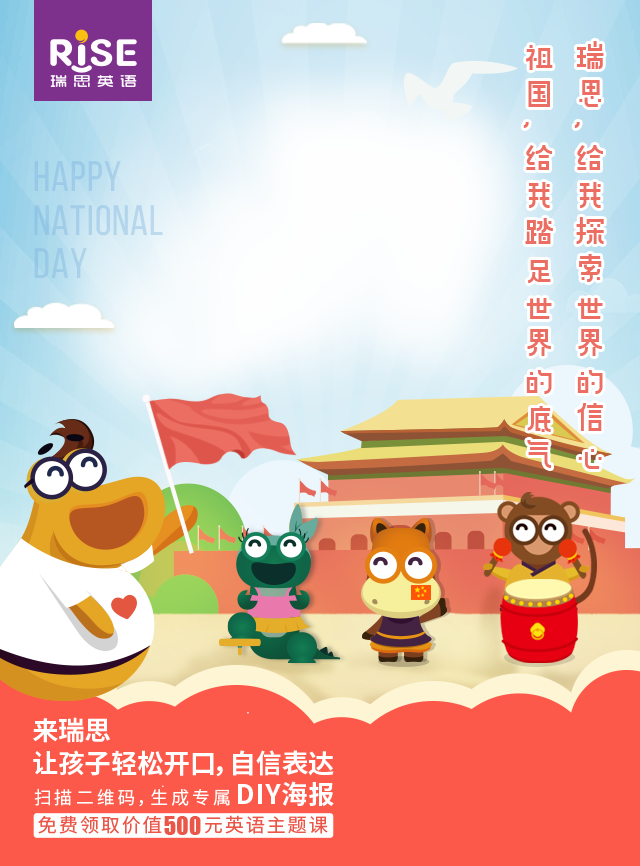 RiSE
瑞思英语
HAPPY
NATIONAL
DAY
瑞思，给我探索世界的信心
祖国，给我踏足世界的底气
来瑞思
让孩子轻松开口，自信表达
扫描二维码，生成专属DIY海报
免费领取价值500元英语主题课